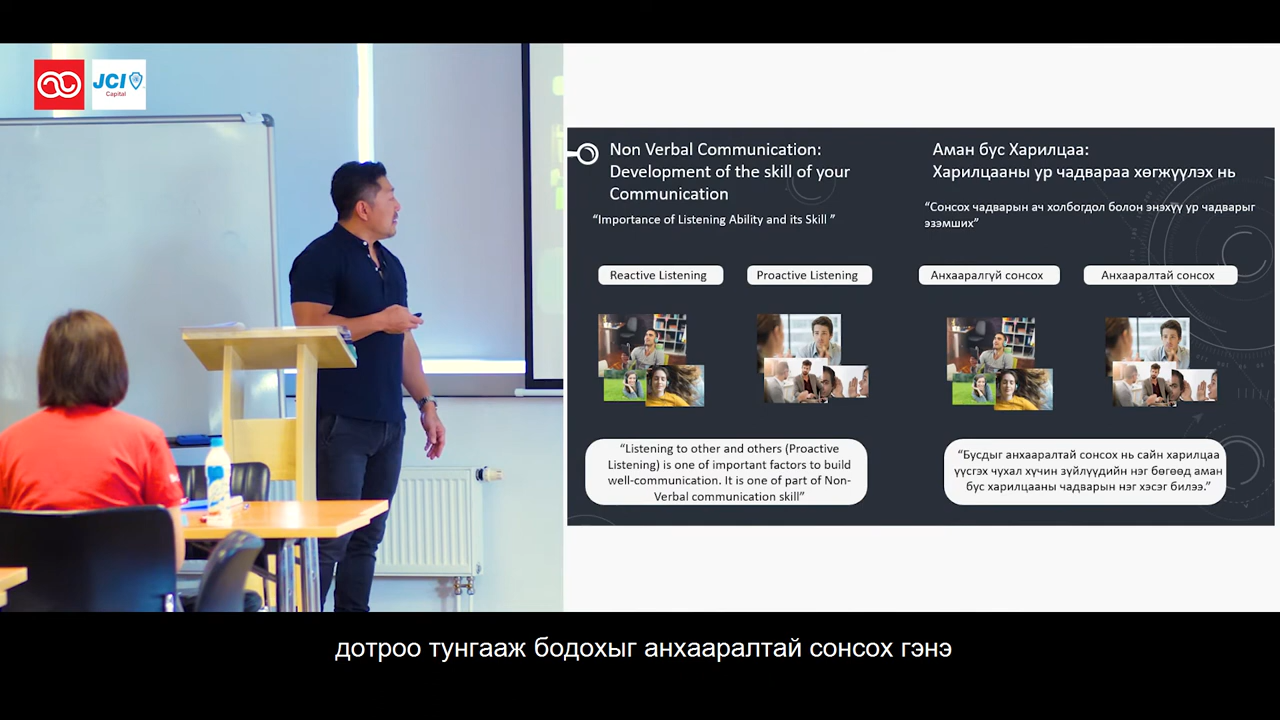 JCI
Capital
Non Verbal Communication:
Development of the skill of your
Communication
“Importance of Listening Ability and its Skill ”
Reactive Listening
Proactive Listening
“Listening to other and others (Proactive
Listening) is one of important factors to build
well-communication. It is one of part of Non-
Verbal communication skill”
Аман бус Харилцаа:
Харилцааны ур чадвараа хөгжүүлэх нь
“Сонсох чадварын ач холбогдол болон энэхүү ур чадварыг
эзэмших”
Анхааралгүй сонсох
Анхааралтай сонсох
“Бусдыг анхааралтай сонсох нь сайн харилцаа
үүсгэх чухал хүчин зүйлүүдийн нэг бөгөөд аман
бус харилцааны чадварын нэг хэсэг билээ.”
дотроо тунгааж бодохыг анхааралтай сонсох гэнэ